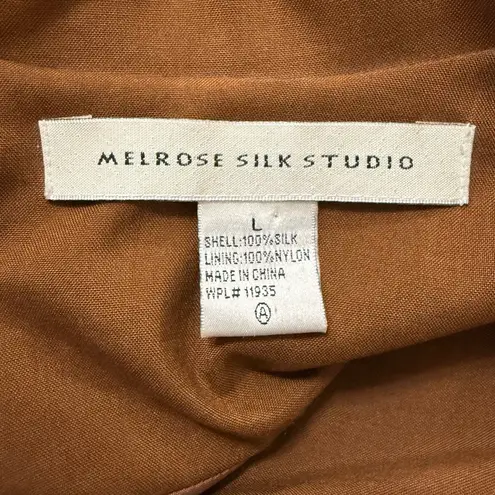 MELROSE SILK STUDIO
L
SHELL:100%SILK
LINING:100%NYLON
MADE IN CHINA
WPL# 11935
A